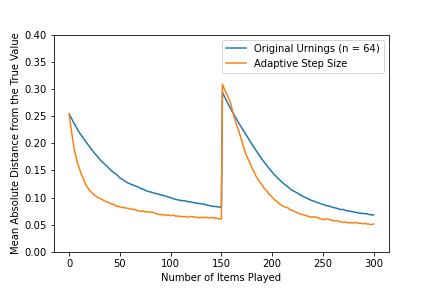 Mean Absolute Distance from the True Value
0.40
0.35
0.30
0.25
0.20
0.15
0.10
0.05
0.00
Original Urnings (n = 64)
Adaptive Step Size
0 50 100 150 200 250 300
Number of Items Played